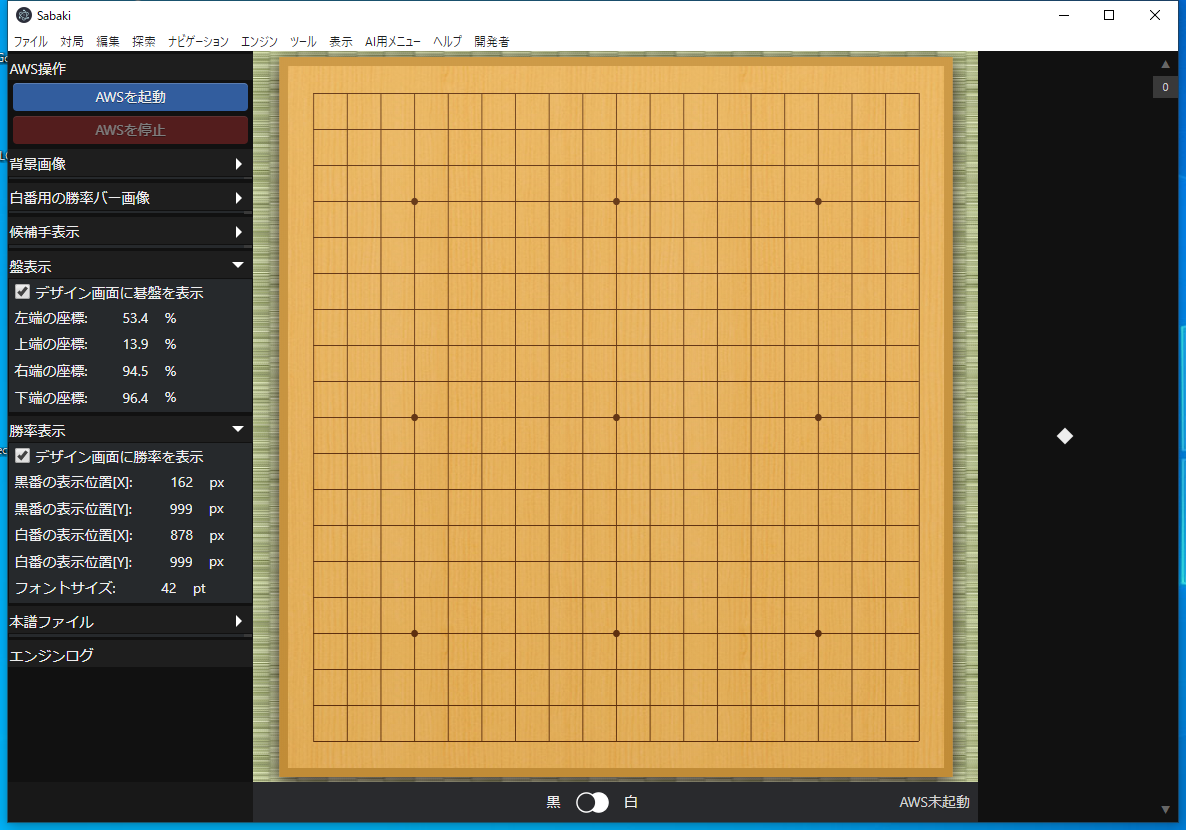 Sabaki
ファイル 対局 編集 探索 ナビゲーション エンジン ツール 表示 AI用メニュー ヘルプ 開発者
AWS操作
AWSを起動
AWSを停止
背景画像
白番用の勝率バー画像
候補手表示
盤表示
デザイン画面に碁盤を表示
左端の座標: 53.4 %
上端の座標: 13.9 %
右端の座標: 94.5 %
下端の座標: 96.4 %
勝率表示
デザイン画面に勝率を表示
黒番の表示位置[X]: 162 px
黒番の表示位置[Y]: 999 px
白番の表示位置[X]: 878 px
白番の表示位置[Y]: 999 px
フォントサイズ: 42 pt
本譜ファイル
エンジンログ
黒 白
AWS未起動
0